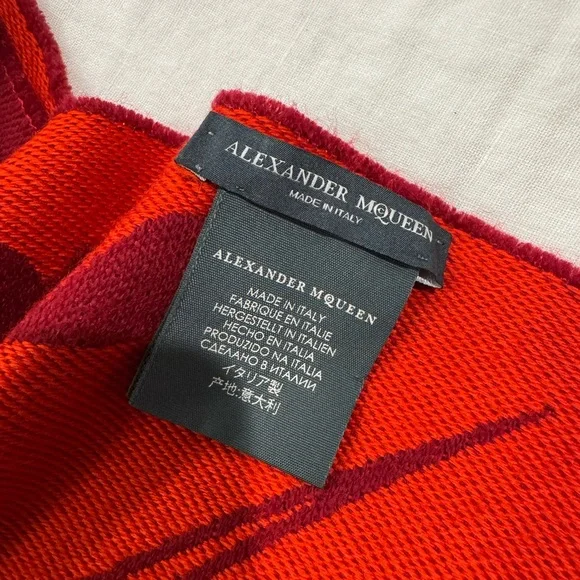 ALEXANDER MCQUEEN
MADE IN ITALY
ALEXANDER MCQUEEN
MADE IN ITALY
FABRIQUE EN ITALIE
HERGESTELLT IN ITALIEN
HECHO EN ITALIA
PRODUZIDO NA ITALIA
СДЕЛАНО В ИТАЛИИ
イタリア製
产地:意大利